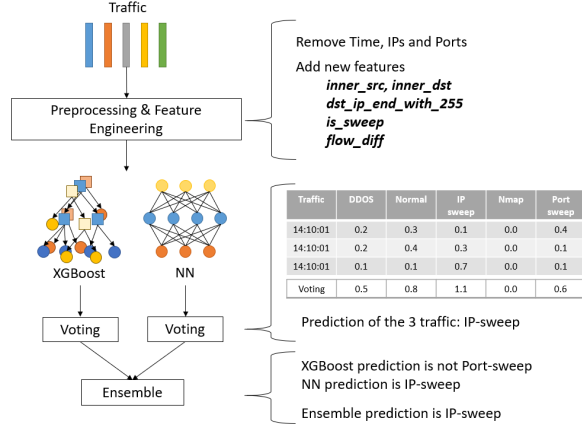 Traffic
Remove Time, IPs and Ports
Add new features
inner_src, inner_dst
dst_ip_end_with_255
is_sweep
flow_diff
Preprocessing & Feature
Engineering
XGBoost
NN
Traffic DDOS Normal IP sweep Nmap Port sweep
14:10:01 0.2 0.3 0.1 0.0 0.4
14:10:01 0.2 0.4 0.3 0.0 0.1
14:10:01 0.1 0.1 0.7 0.0 0.1
Voting 0.5 0.8 1.1 0.0 0.6
Prediction of the 3 traffic: IP-sweep
Voting
Voting
XGBoost prediction is not Port-sweep
NN prediction is IP-sweep
Ensemble prediction is IP-sweep
Ensemble